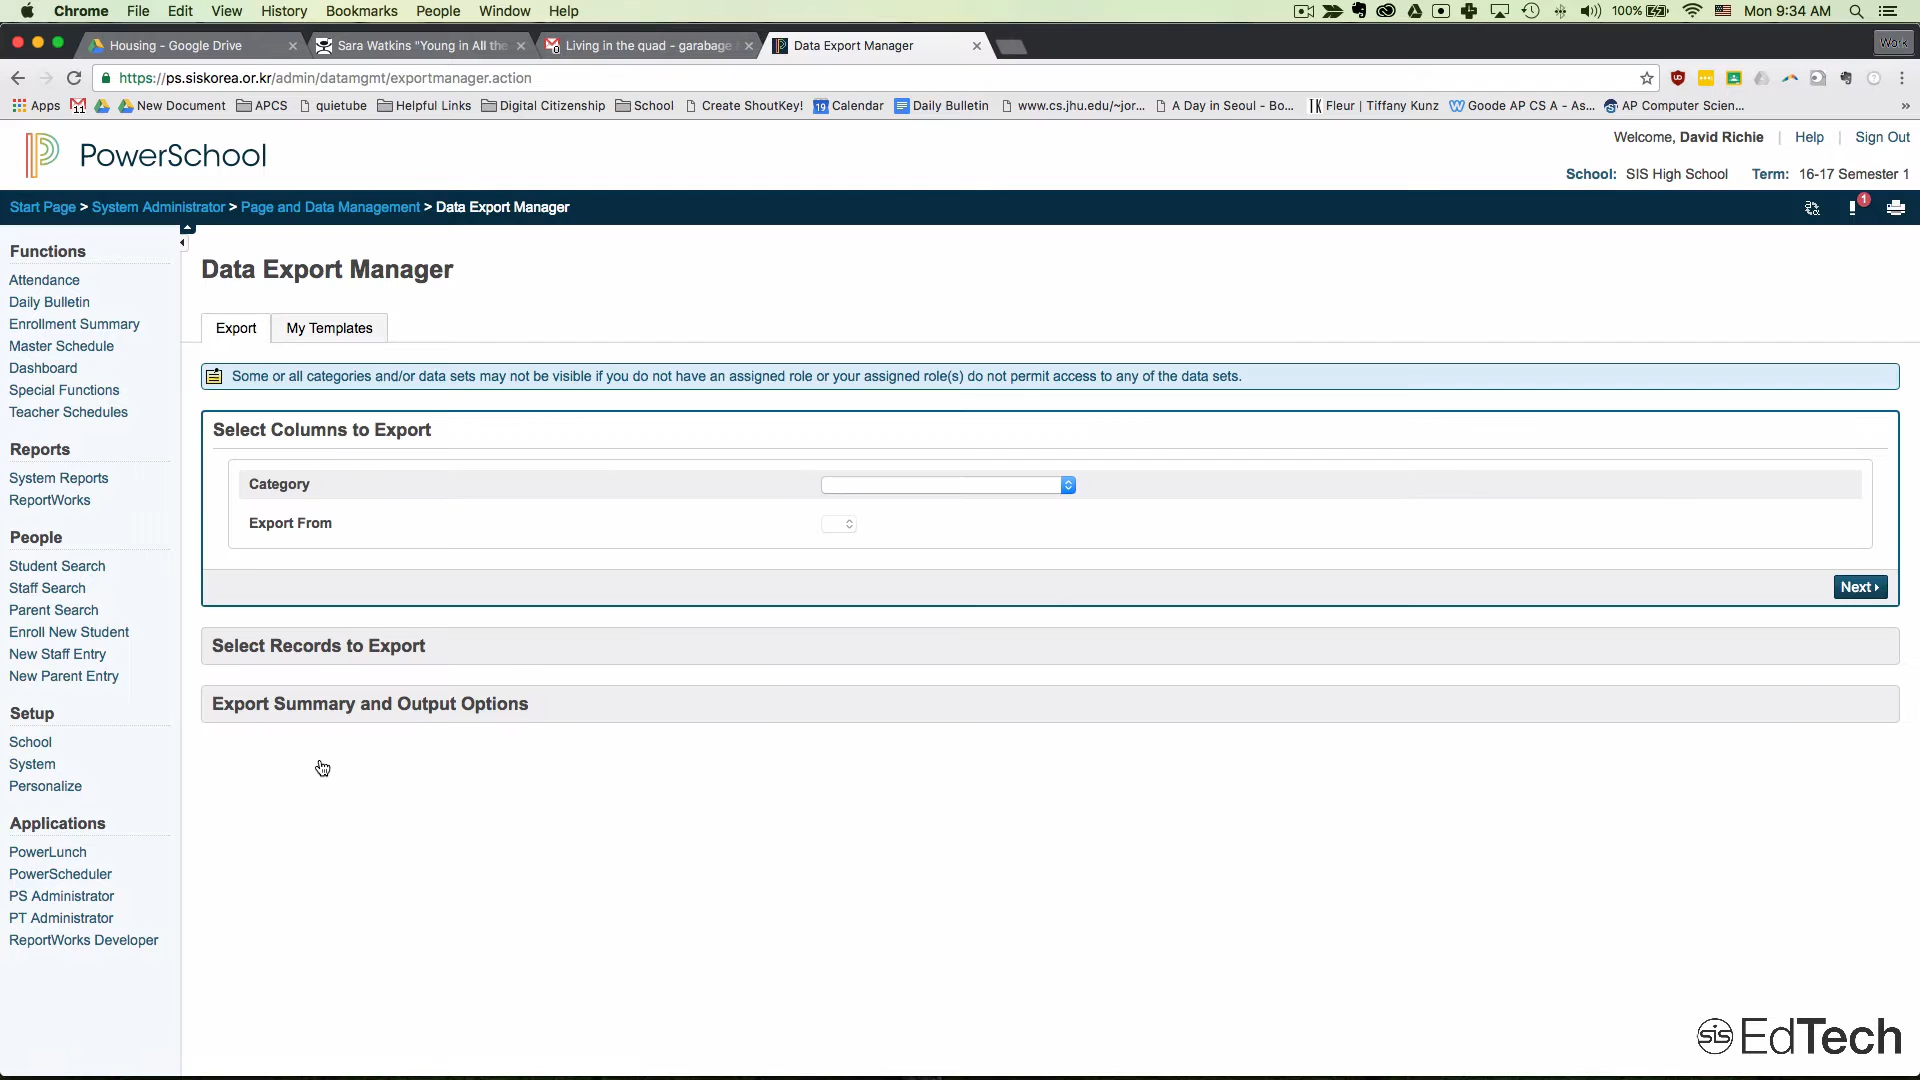 Chrome File Edit View History Bookmarks People Window Help 100% Mon 9:34 AM
Housing - Google Drive
Sara Watkins "Young in All the
Living in the quad - garabage
Data Export Manager
Work
https://ps.siskorea.or.kr/admin/datamgmt/exportmanager.action
Apps 11 New Document APCS quietube Helpful Links Digital Citizenship School Create ShoutKey! 19 Calendar Daily Bulletin www.cs.jhu.edu/~jor... A Day in Seoul - Bo... Fleur | Tiffany Kunz Goode AP CS A - As... AP Computer Scien... »
PowerSchool
Welcome, David Richie | Help | Sign Out
School: SIS High School Term: 16-17 Semester 1
Start Page > System Administrator > Page and Data Management > Data Export Manager
1
Functions
Attendance
Daily Bulletin
Enrollment Summary
Master Schedule
Dashboard
Special Functions
Teacher Schedules
Reports
System Reports
ReportWorks
People
Student Search
Staff Search
Parent Search
Enroll New Student
New Staff Entry
New Parent Entry
Setup
School
System
Personalize
Applications
PowerLunch
PowerScheduler
PS Administrator
PT Administrator
ReportWorks Developer
Data Export Manager
Export My Templates
Some or all categories and/or data sets may not be visible if you do not have an assigned role or your assigned role(s) do not permit access to any of the data sets.
Select Columns to Export
Category
Export From
Next
Select Records to Export
Export Summary and Output Options
SIS EdTech